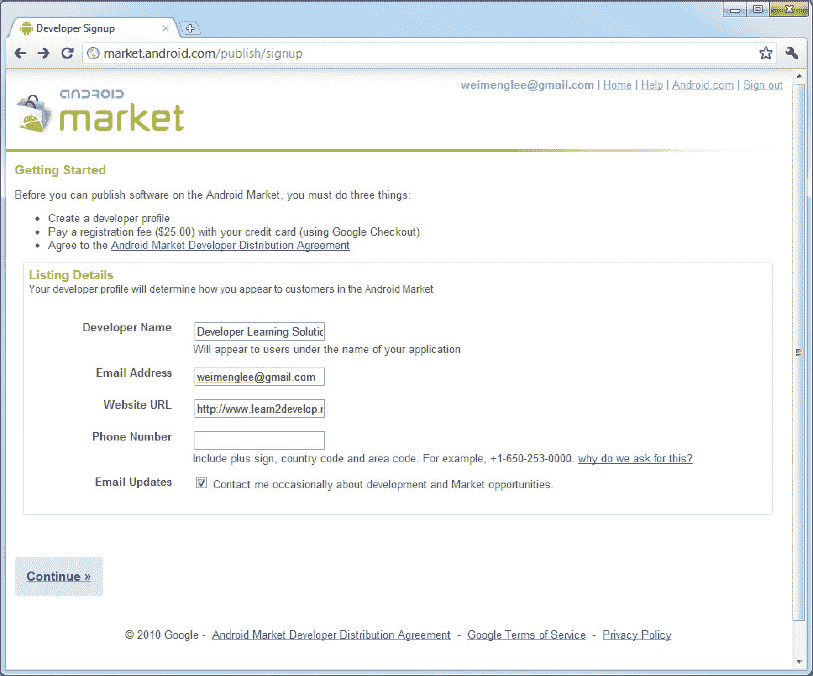 Developer Signup
market.android.com/publish/signup
weimenglee@gmail.com | Home | Help | Android.com | Sign out
ANDROID
market
Getting Started
Before you can publish software on the Android Market, you must do three things:
• Create a developer profile
• Pay a registration fee ($25.00) with your credit card (using Google Checkout)
• Agree to the Android Market Developer Distribution Agreement
Listing Details
Your developer profile will determine how you appear to customers in the Android Market
Developer Name Developer Learning Solutic
Will appear to users under the name of your application
Email Address weimenglee@gmail.com
Website URL http://www.learn2develop.r
Phone Number
Include plus sign, country code and area code. For example, +1-650-253-0000. why do we ask for this?
Email Updates Contact me occasionally about development and Market opportunities.
Continue »
© 2010 Google - Android Market Developer Distribution Agreement - Google Terms of Service - Privacy Policy